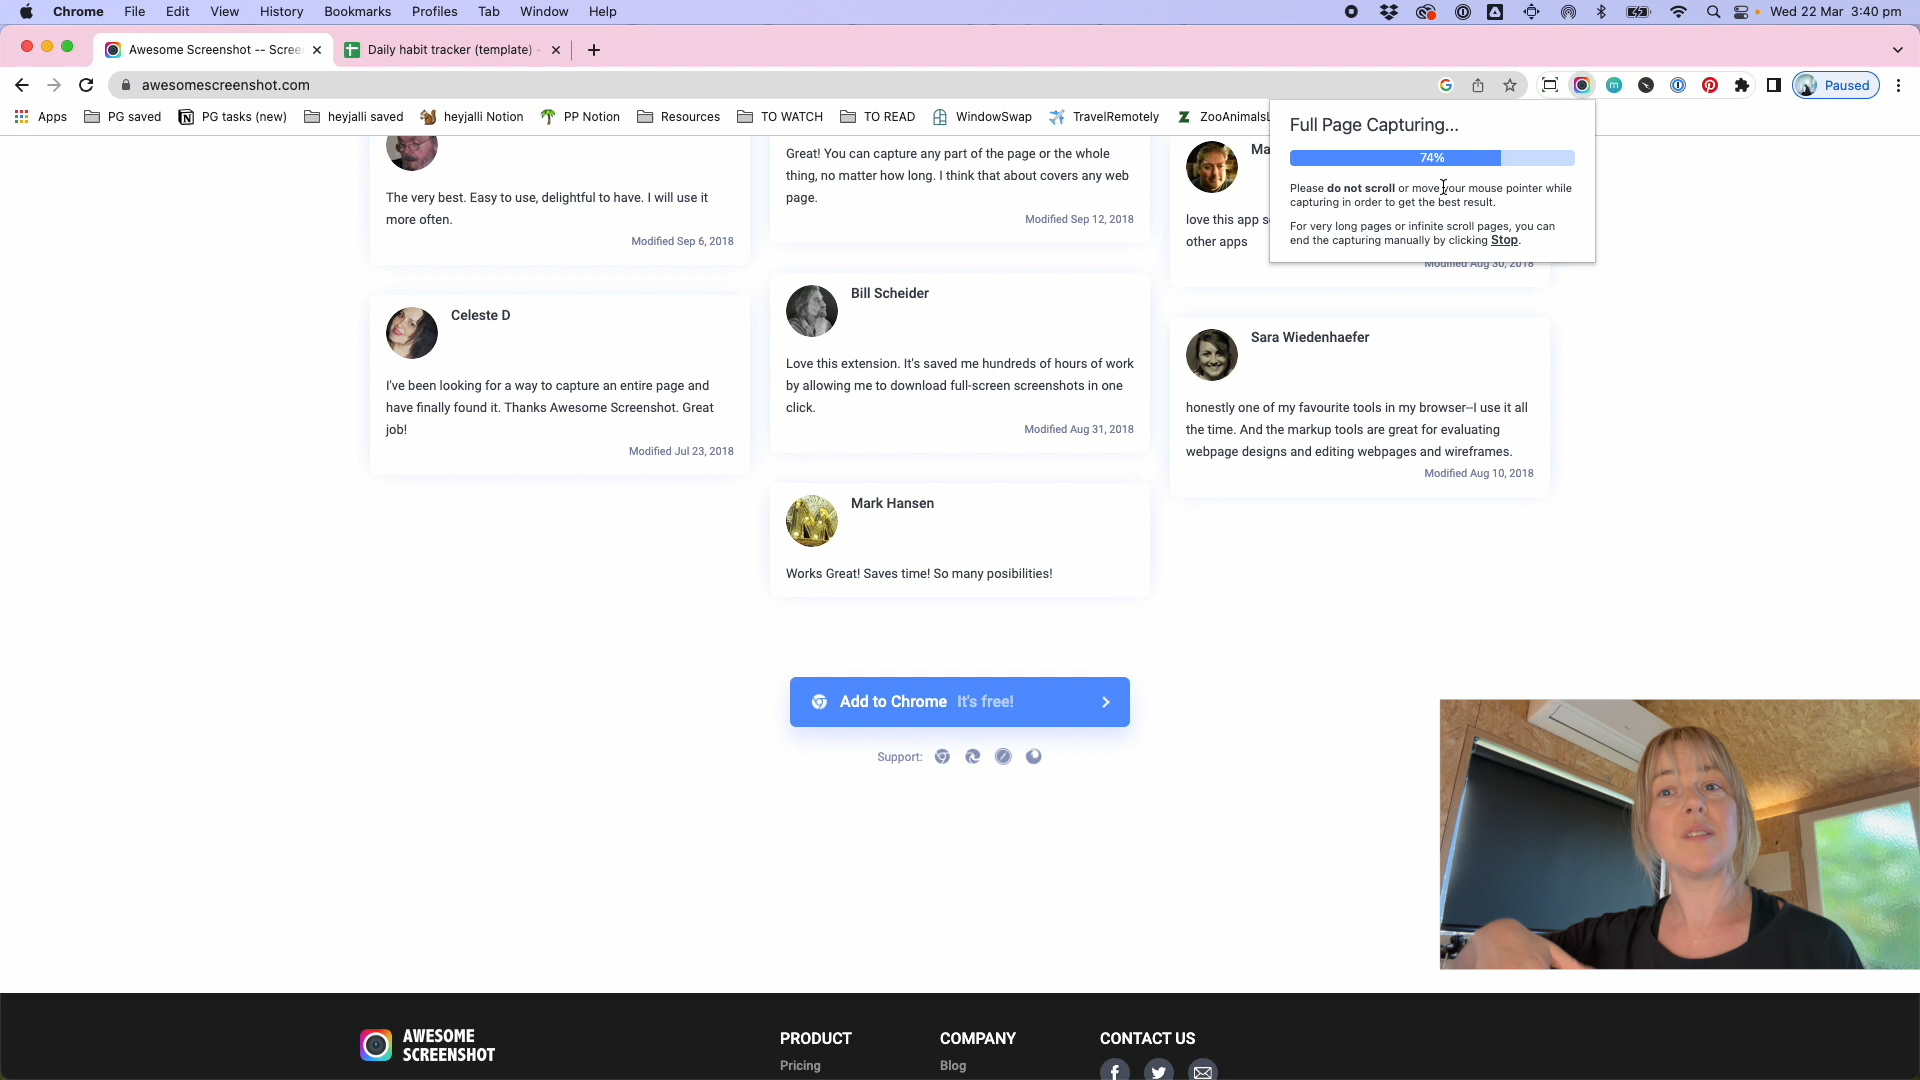 Chrome File Edit View History Bookmarks Profiles Tab Window Help Wed 22 Mar 3:40 pm
Awesome Screenshot -- Scree Daily habit tracker (template) -
awesomescreenshot.com Paused
Apps PG saved PG tasks (new) heyjalli saved heyjalli Notion PP Notion Resources TO WATCH TO READ WindowSwap TravelRemotely ZooAnimalsL
Full Page Capturing...
74%
Please do not scroll or move your mouse pointer while
capturing in order to get the best result.
For very long pages or infinite scroll pages, you can
end the capturing manually by clicking Stop.
The very best. Easy to use, delightful to have. I will use it
more often.
Modified Sep 6, 2018
Celeste D
I've been looking for a way to capture an entire page and
have finally found it. Thanks Awesome Screenshot. Great
job!
Modified Jul 23, 2018
Great! You can capture any part of the page or the whole
thing, no matter how long. I think that about covers any web
page.
Modified Sep 12, 2018
Bill Scheider
Love this extension. It's saved me hundreds of hours of work
by allowing me to download full-screen screenshots in one
click.
Modified Aug 31, 2018
Mark Hansen
Works Great! Saves time! So many posibilities!
Ma
love this app s
other apps
Modified Aug 30, 2018
Sara Wiedenhaefer
honestly one of my favourite tools in my browser--I use it all
the time. And the markup tools are great for evaluating
webpage designs and editing webpages and wireframes.
Modified Aug 10, 2018
Add to Chrome It's free!
Support:
AWESOME
SCREENSHOT
PRODUCT
Pricing
COMPANY
Blog
CONTACT US